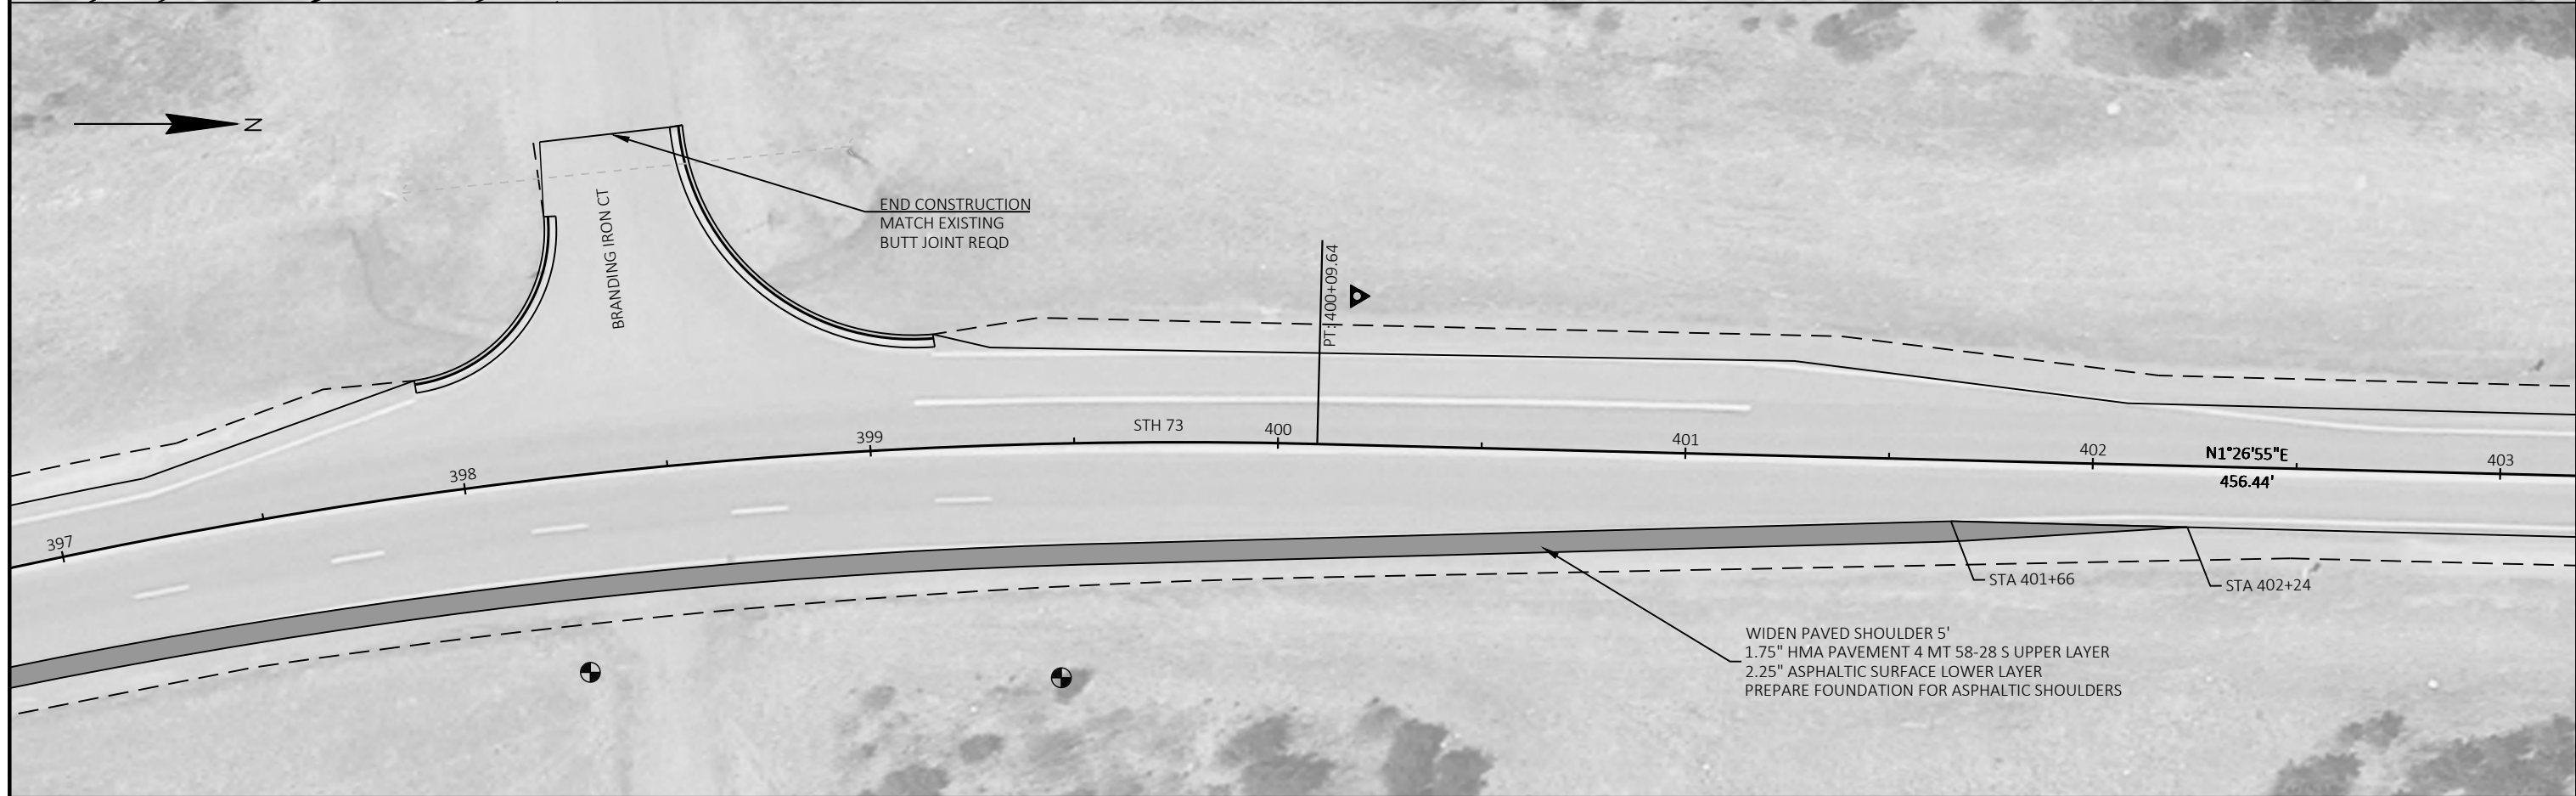 N
END CONSTRUCTION
MATCH EXISTING
BUTT JOINT REQD
BRANDING IRON CT
PT: 400+09.64
STH 73
397
398
399
400
401
402
403
N1°26'55"E
456.44'
STA 401+66
STA 402+24
WIDEN PAVED SHOULDER 5'
1.75" HMA PAVEMENT 4 MT 58-28 S UPPER LAYER
2.25" ASPHALTIC SURFACE LOWER LAYER
PREPARE FOUNDATION FOR ASPHALTIC SHOULDERS